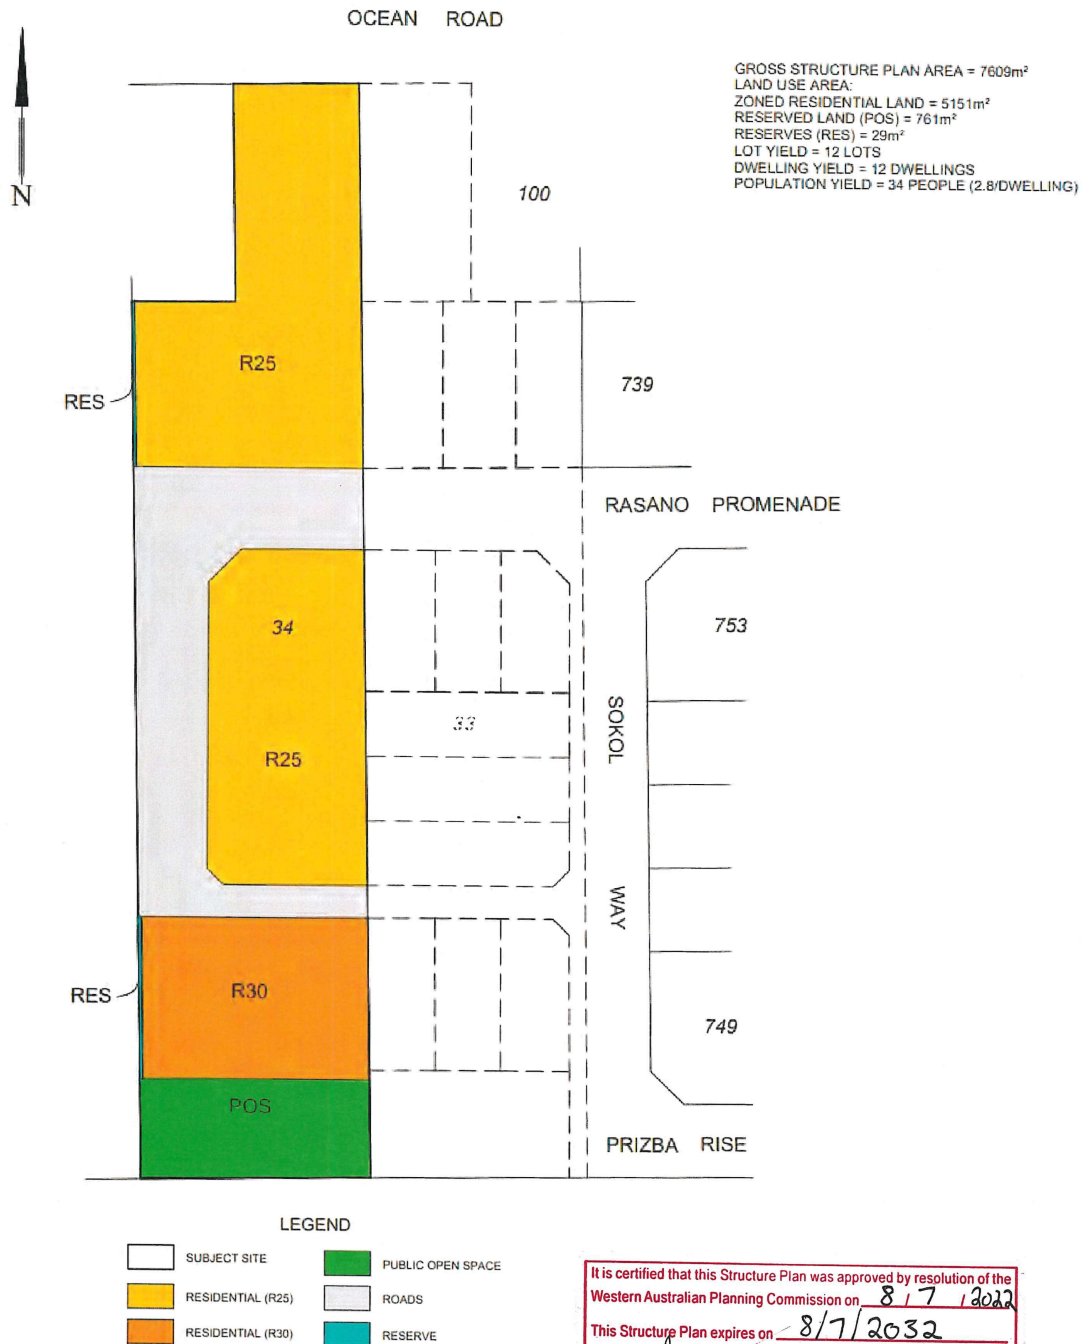 OCEAN ROAD
GROSS STRUCTURE PLAN AREA = 7609m²
LAND USE AREA:
ZONED RESIDENTIAL LAND = 5151m²
RESERVED LAND (POS) = 761m²
RESERVES (RES) = 29m²
LOT YIELD = 12 LOTS
DWELLING YIELD = 12 DWELLINGS
POPULATION YIELD = 34 PEOPLE (2.8/DWELLING)
N
100
R25
RES
739
RASANO PROMENADE
34
753
33
SOKOL WAY
R25
R30
RES
749
POS
PRIZBA RISE
LEGEND
SUBJECT SITE
PUBLIC OPEN SPACE
RESIDENTIAL (R25)
ROADS
RESIDENTIAL (R30)
RESERVE
It is certified that this Structure Plan was approved by resolution of the
Western Australian Planning Commission on 8 / 7 / 2022
This Structure Plan expires on 8/7/2032